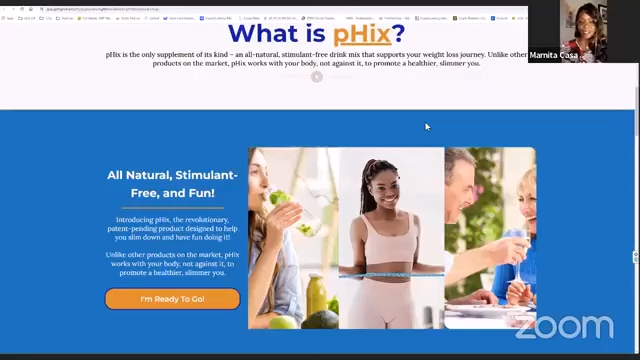 What is pHix?
pHix is the only supplement of its kind – an all-natural, stimulant-free drink mix that supports your weight loss journey. Unlike other
products on the market, pHix works with your body, not against it, to promote a healthier, slimmer you.
Marnita Casa
All Natural, Stimulant-
Free, and Fun!
Introducing pHix, the revolutionary,
patent-pending product designed to help
you slim down and have fun doing it!
Unlike other products on the market, pHix
works with your body, not against it, to
promote a healthier, slimmer you.
I'm Ready To Go!
zoom